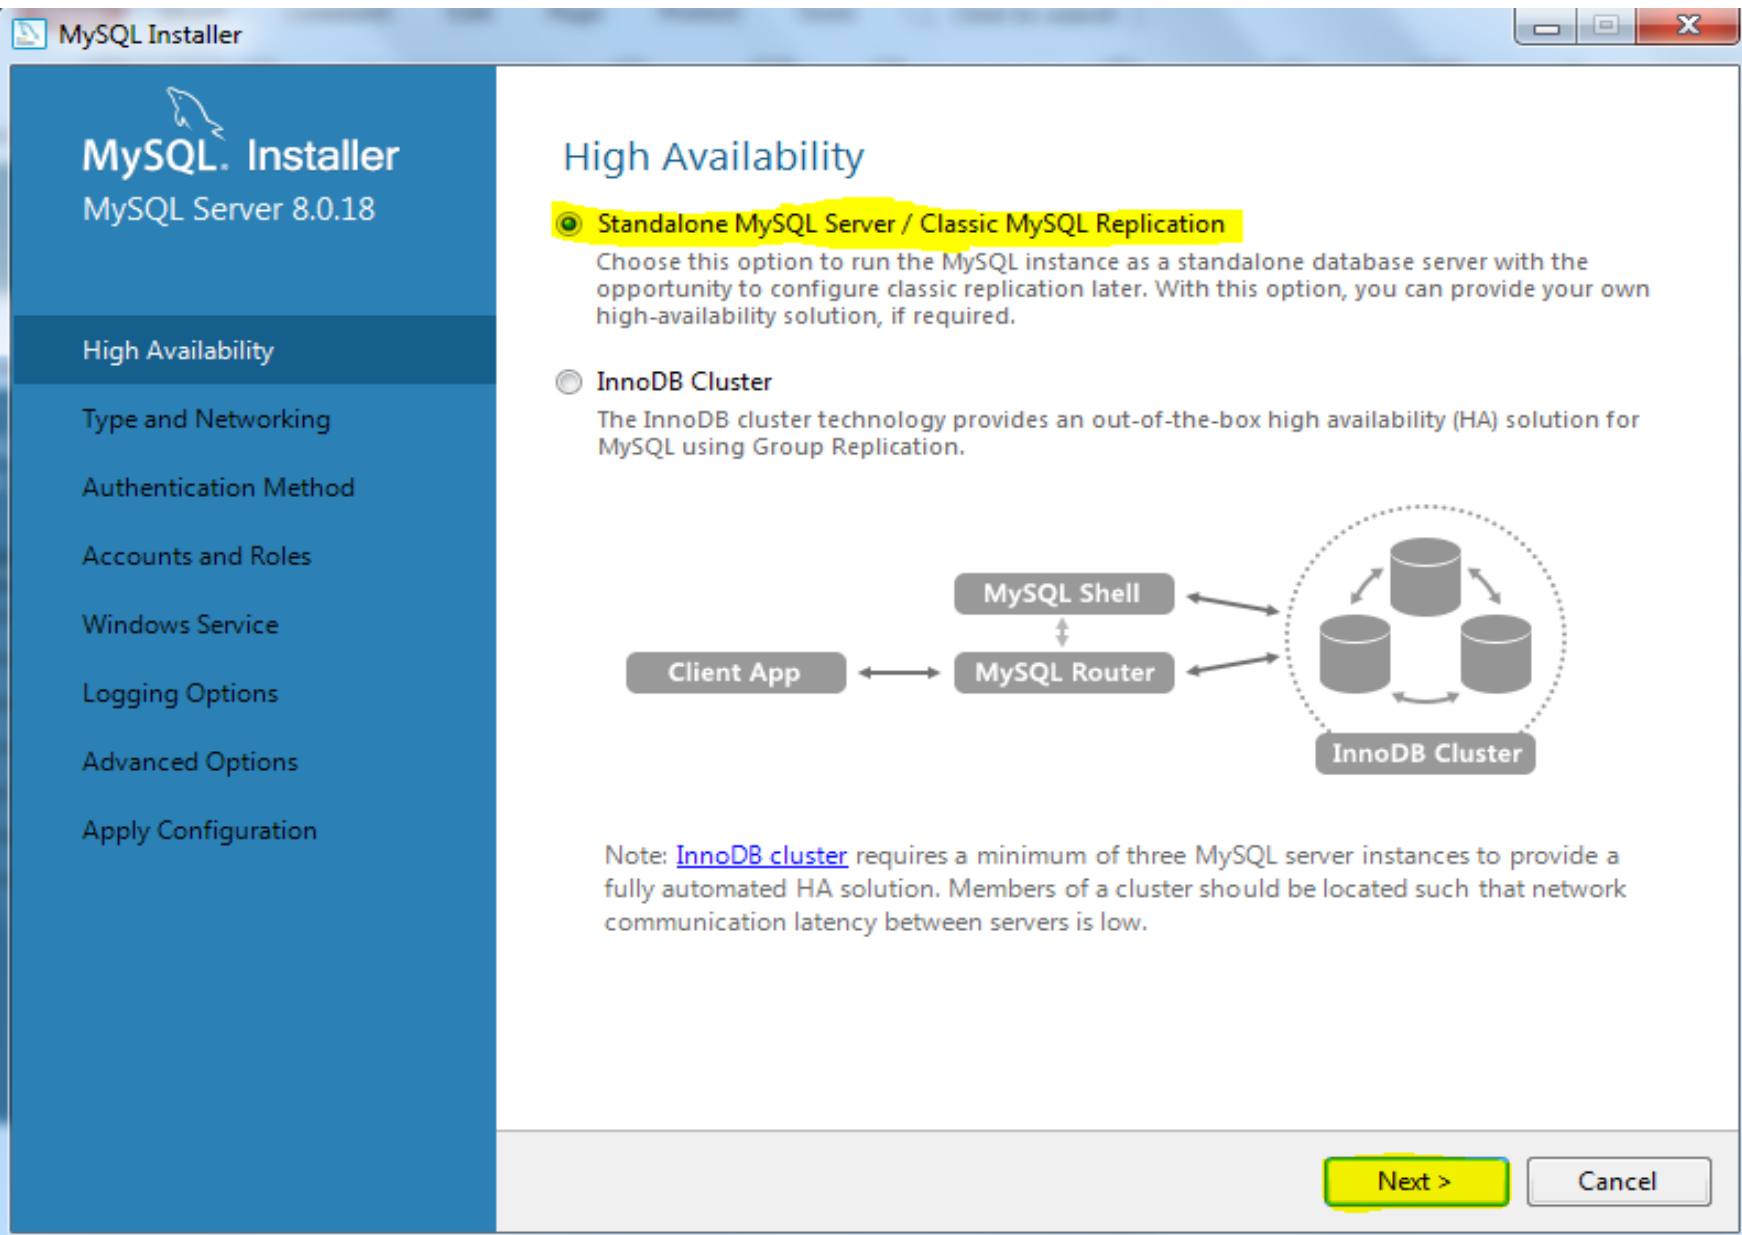 MySQL Installer
MySQL. Installer
MySQL Server 8.0.18
High Availability
Type and Networking
Authentication Method
Accounts and Roles
Windows Service
Logging Options
Advanced Options
Apply Configuration
High Availability
Standalone MySQL Server / Classic MySQL Replication
Choose this option to run the MySQL instance as a standalone database server with the
opportunity to configure classic replication later. With this option, you can provide your own
high-availability solution, if required.
InnoDB Cluster
The InnoDB cluster technology provides an out-of-the-box high availability (HA) solution for
MySQL using Group Replication.
MySQL Shell
Client App
MySQL Router
InnoDB Cluster
Note: InnoDB cluster requires a minimum of three MySQL server instances to provide a
fully automated HA solution. Members of a cluster should be located such that network
communication latency between servers is low.
Next >
Cancel